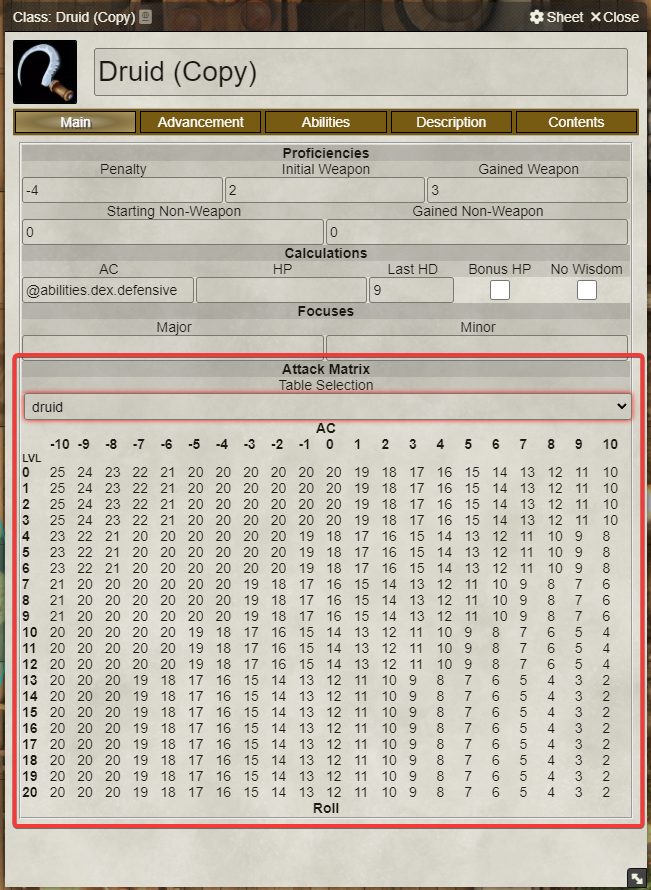 Class: Druid (Copy) Sheet Close
Druid (Copy)
Main Advancement Abilities Description Contents
Proficiencies
Penalty Initial Weapon Gained Weapon
-4 2 3
Starting Non-Weapon Gained Non-Weapon
0 0
Calculations
AC HP Last HD Bonus HP No Wisdom
@abilities.dex.defensive 9
Focuses
Major Minor
Attack Matrix
Table Selection
druid
AC
-10 -9 -8 -7 -6 -5 -4 -3 -2 -1 0 1 2 3 4 5 6 7 8 9 10
LVL
0 25 24 23 22 21 20 20 20 20 20 20 19 18 17 16 15 14 13 12 11 10
1 25 24 23 22 21 20 20 20 20 20 20 19 18 17 16 15 14 13 12 11 10
2 25 24 23 22 21 20 20 20 20 20 20 19 18 17 16 15 14 13 12 11 10
3 25 24 23 22 21 20 20 20 20 20 20 19 18 17 16 15 14 13 12 11 10
4 23 22 21 20 20 20 20 20 20 19 18 17 16 15 14 13 12 11 10 9 8
5 23 22 21 20 20 20 20 20 20 19 18 17 16 15 14 13 12 11 10 9 8
6 23 22 21 20 20 20 20 20 20 19 18 17 16 15 14 13 12 11 10 9 8
7 21 20 20 20 20 20 20 19 18 17 16 15 14 13 12 11 10 9 8 7 6
8 21 20 20 20 20 20 20 19 18 17 16 15 14 13 12 11 10 9 8 7 6
9 21 20 20 20 20 20 20 19 18 17 16 15 14 13 12 11 10 9 8 7 6
10 20 20 20 20 20 19 18 17 16 15 14 13 12 11 10 9 8 7 6 5 4
11 20 20 20 20 20 19 18 17 16 15 14 13 12 11 10 9 8 7 6 5 4
12 20 20 20 20 20 19 18 17 16 15 14 13 12 11 10 9 8 7 6 5 4
13 20 20 20 19 18 17 16 15 14 13 12 11 10 9 8 7 6 5 4 3 2
14 20 20 20 19 18 17 16 15 14 13 12 11 10 9 8 7 6 5 4 3 2
15 20 20 20 19 18 17 16 15 14 13 12 11 10 9 8 7 6 5 4 3 2
16 20 20 20 19 18 17 16 15 14 13 12 11 10 9 8 7 6 5 4 3 2
17 20 20 20 19 18 17 16 15 14 13 12 11 10 9 8 7 6 5 4 3 2
18 20 20 20 19 18 17 16 15 14 13 12 11 10 9 8 7 6 5 4 3 2
19 20 20 20 19 18 17 16 15 14 13 12 11 10 9 8 7 6 5 4 3 2
20 20 20 20 19 18 17 16 15 14 13 12 11 10 9 8 7 6 5 4 3 2
Roll